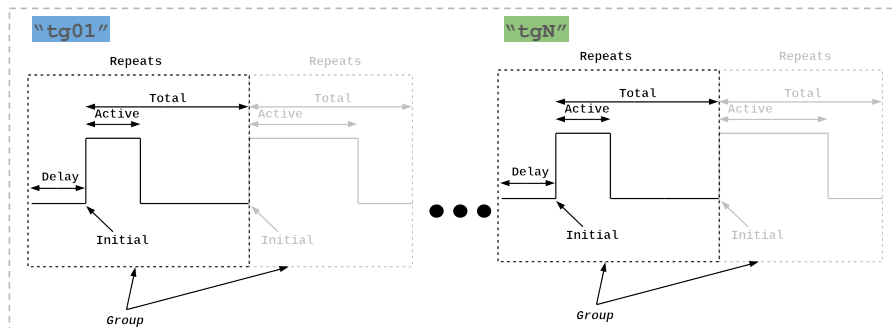 “tg01”
Repeats
Repeats
Total
Total
Active
Active
Delay
Initial
Initial
Group
“tgN”
Repeats
Repeats
Total
Total
Active
Active
Delay
Initial
Initial
Group